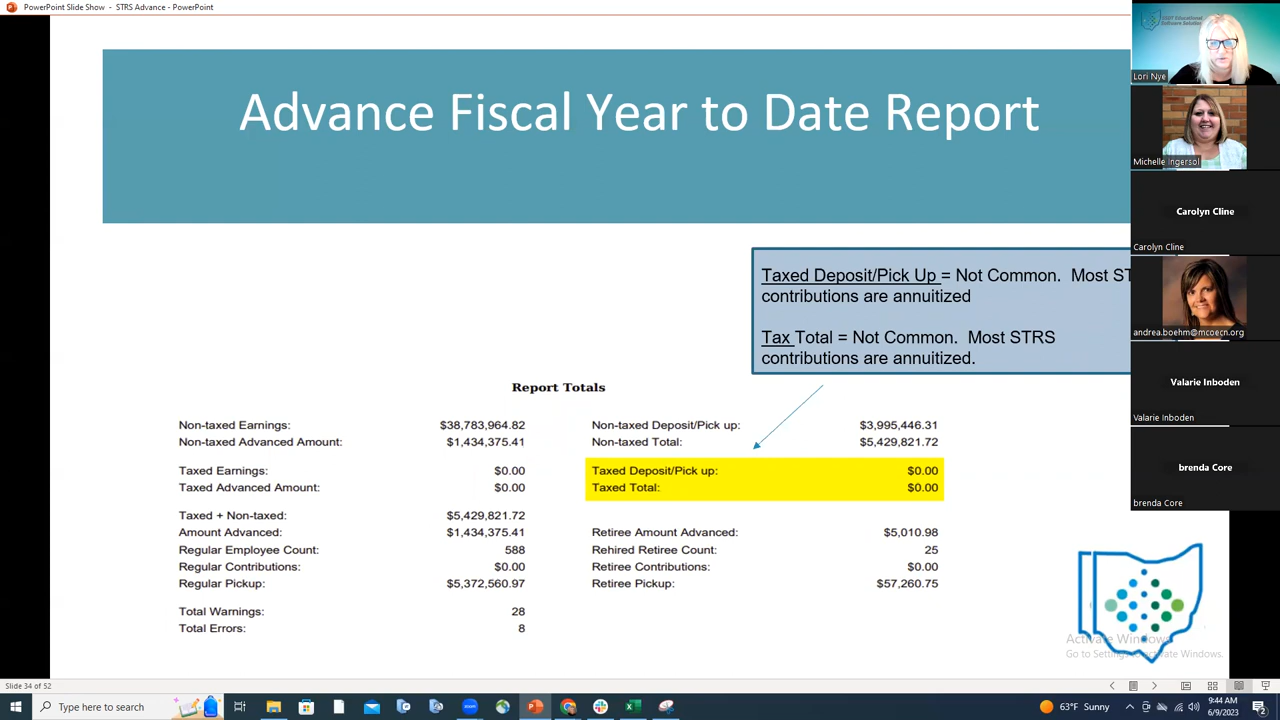 PowerPoint Slide Show - STRS Advance - PowerPoint
Advance Fiscal Year to Date Report
Taxed Deposit/Pick Up = Not Common. Most ST
contributions are annuitized
Tax Total = Not Common. Most STRS
contributions are annuitized.
Report Totals
Non-taxed Earnings: $38,783,964.82 Non-taxed Deposit/Pick up: $3,995,446.31
Non-taxed Advanced Amount: $1,434,375.41 Non-taxed Total: $5,429,821.72
Taxed Earnings: $0.00 Taxed Deposit/Pick up: $0.00
Taxed Advanced Amount: $0.00 Taxed Total: $0.00
Taxed + Non-taxed: $5,429,821.72
Amount Advanced: $1,434,375.41 Retiree Amount Advanced: $5,010.98
Regular Employee Count: 588 Rehired Retiree Count: 25
Regular Contributions: $0.00 Retiree Contributions: $0.00
Regular Pickup: $5,372,560.97 Retiree Pickup: $57,260.75
Total Warnings: 28
Total Errors: 8
Lori Nye
Michelle Ingersol
Carolyn Cline
Carolyn Cline
andrea.boehm@mcoecn.org
Valarie Inboden
Valarie Inboden
brenda Core
brenda Core
Activate Windows
Go to Settings to activate Windows.
Slide 34 of 52
Type here to search
63°F Sunny
9:44 AM
6/9/2023
2